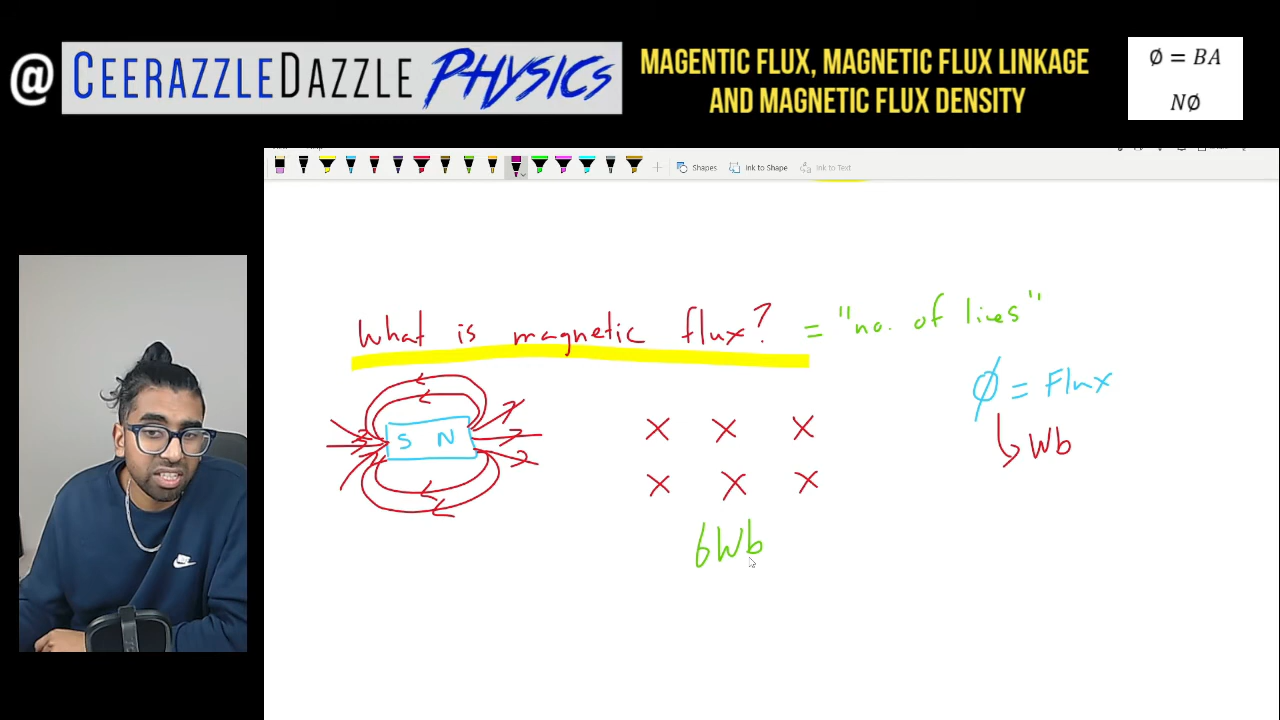 @ CEERAZZLEDAZZLE PHYSICS
MAGENTIC FLUX, MAGNETIC FLUX LINKAGE
AND MAGNETIC FLUX DENSITY
Ø = BA
NØ
Shapes
Ink to Shape
Ink to Text
What is magnetic flux? = "no. of lines"
Ø = Flux
↳ Wb
S N
X X X
X X X
6Wb